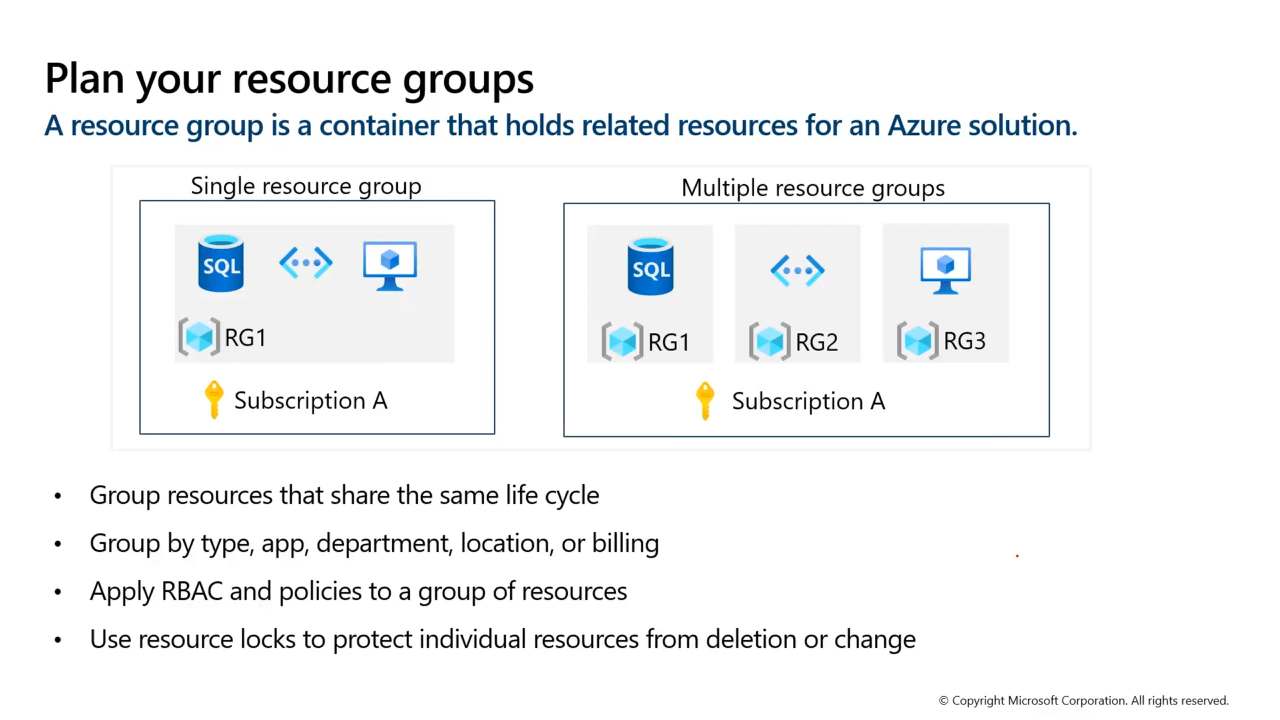 Plan your resource groups
A resource group is a container that holds related resources for an Azure solution.
Single resource group
SQL
RG1
Subscription A
Multiple resource groups
SQL
RG1
RG2
RG3
Subscription A
• Group resources that share the same life cycle
• Group by type, app, department, location, or billing
• Apply RBAC and policies to a group of resources
• Use resource locks to protect individual resources from deletion or change
© Copyright Microsoft Corporation. All rights reserved.